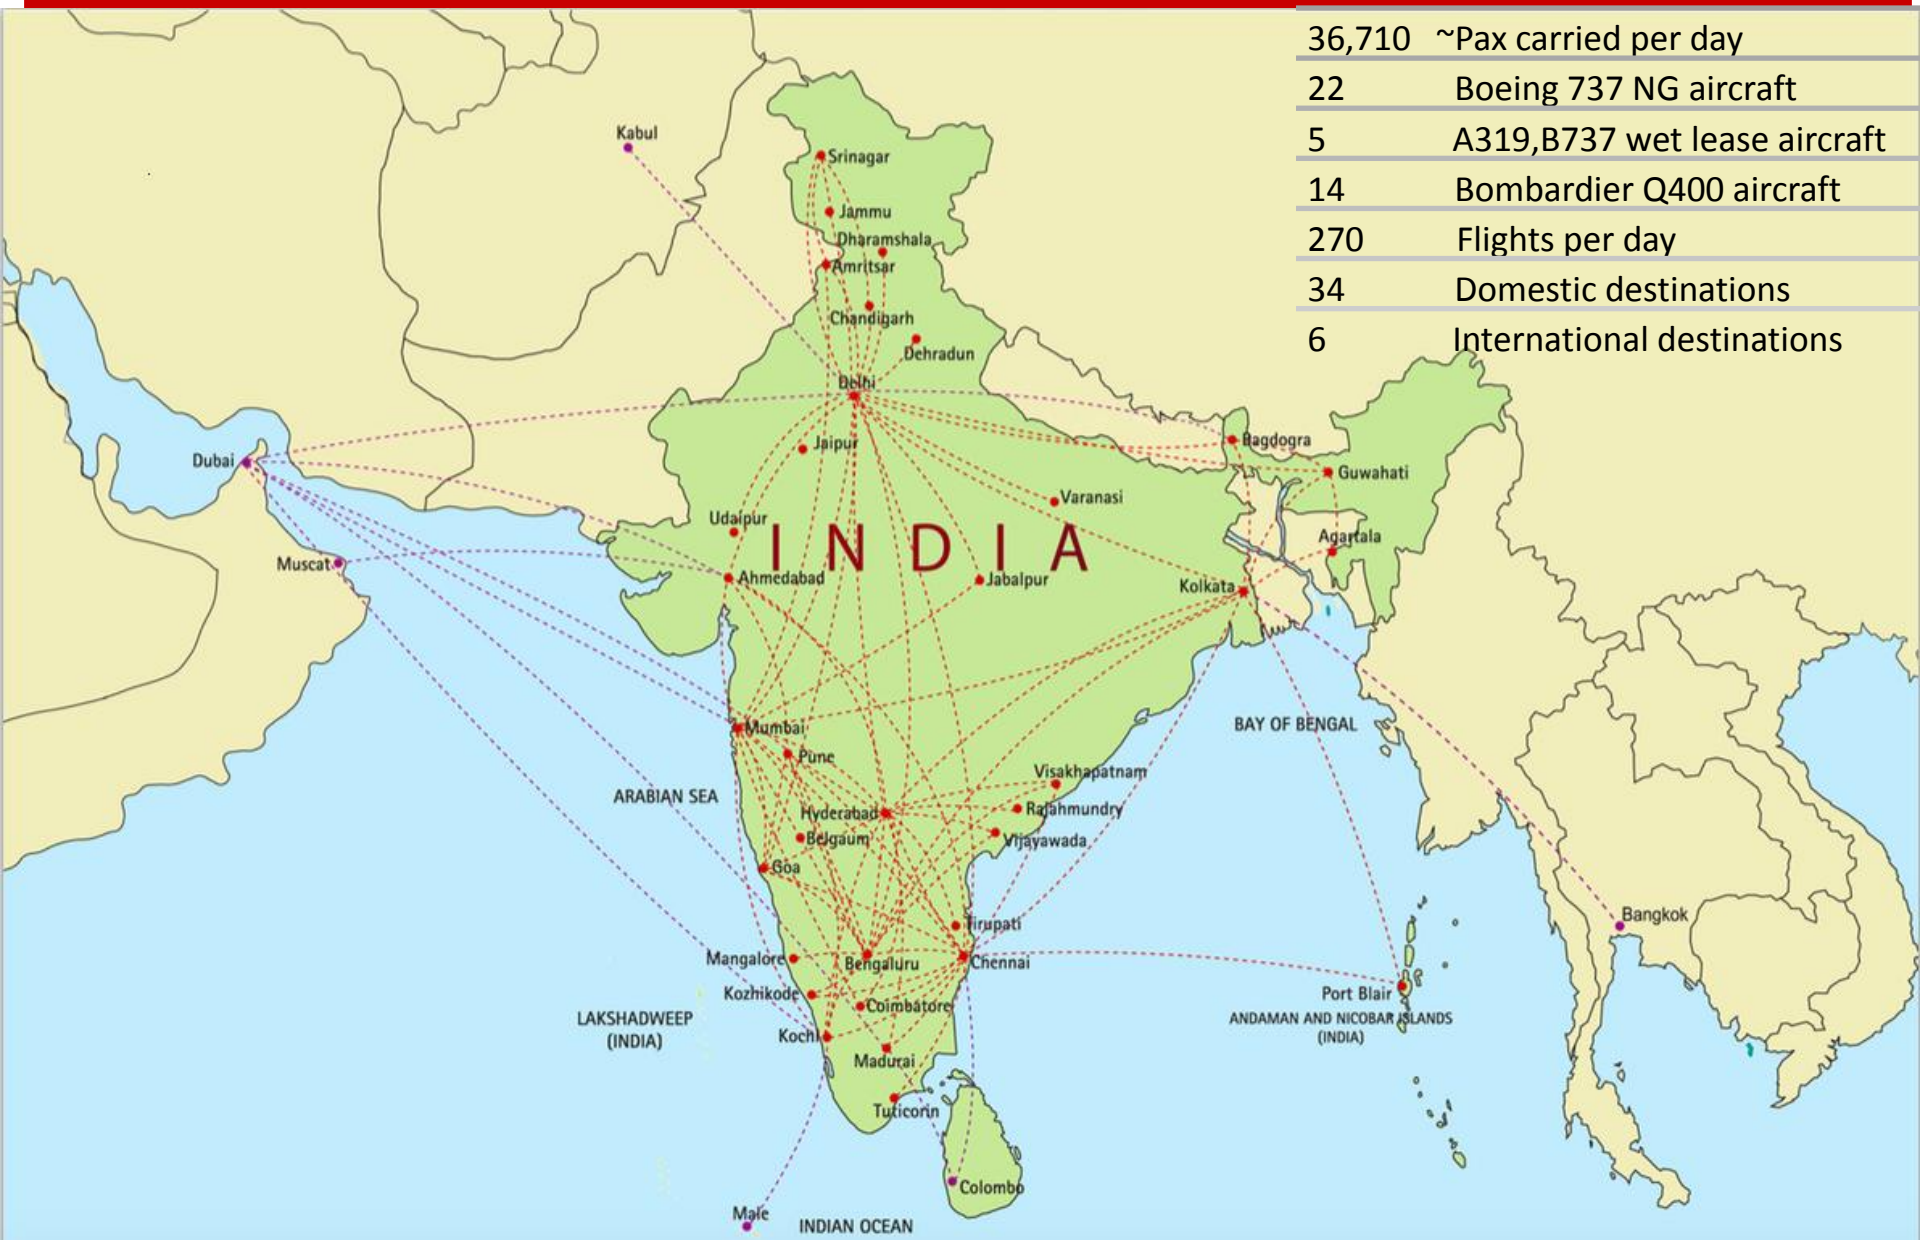 36,710 ~Pax carried per day
22 Boeing 737 NG aircraft
5 A319,B737 wet lease aircraft
14 Bombardier Q400 aircraft
270 Flights per day
34 Domestic destinations
6 International destinations
Kabul
Srinagar
Jammu
Dharamshala
Amritsar
Chandigarh
Dehradun
Delhi
Jaipur
Bagdogra
Dubai
Guwahati
Varanasi
Udaipur
INDIA
Agartala
Muscat
Ahmedabad
Jabalpur
Kolkata
Mumbai
BAY OF BENGAL
Pune
Visakhapatnam
ARABIAN SEA
Hyderabad
Rajahmundry
Belgaum
Vijayawada
Goa
Bangkok
Tirupati
Mangalore
Bengaluru
Chennai
Kozhikode
Coimbatore
Port Blair
LAKSHADWEEP
(INDIA)
ANDAMAN AND NICOBAR ISLANDS
(INDIA)
Kochi
Madurai
Tuticorin
Colombo
Male
INDIAN OCEAN